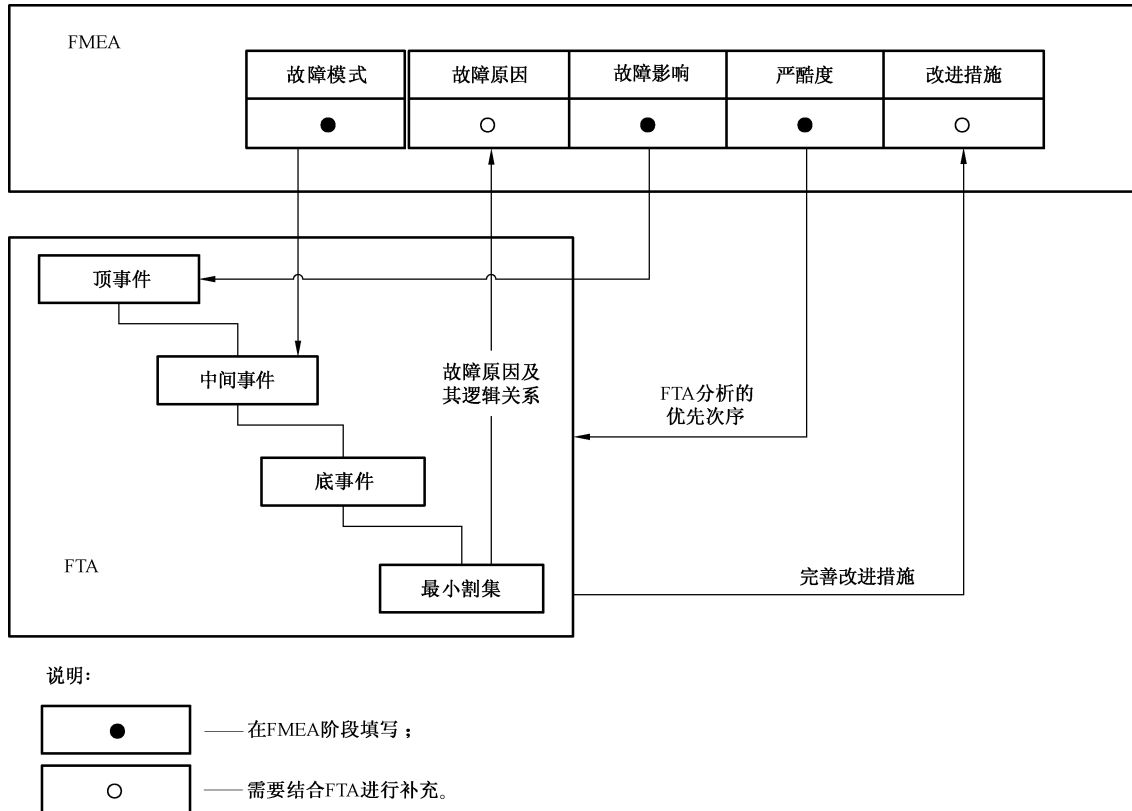 FMEA
故障模式
故障原因
故障影响
严酷度
改进措施
顶事件
中间事件
故障原因及
其逻辑关系
FTA分析的
优先次序
底事件
FTA
最小割集
完善改进措施
说明：
——在FMEA阶段填写；
——需要结合FTA进行补充。